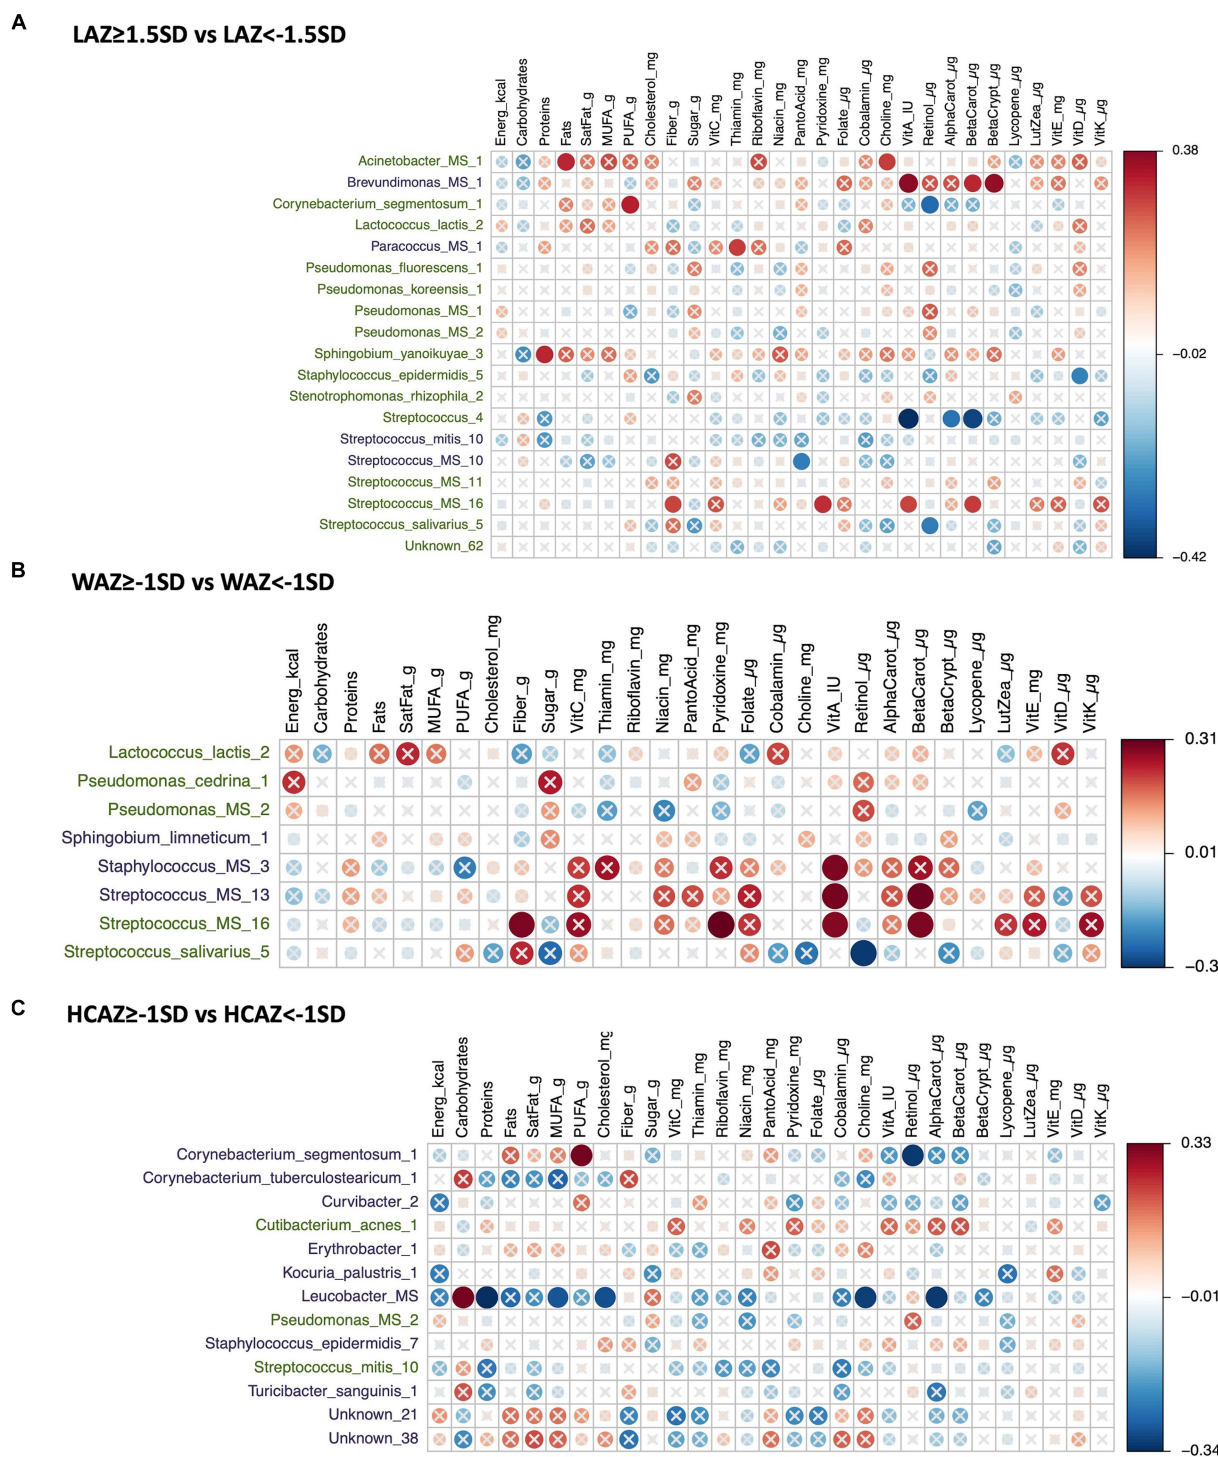 A
LAZ≥1.5SD vs LAZ<-1.5SD
Energ_kcal
Carbohydrates
Proteins
Fats
SatFat_g
MUFA_g
PUFA_g
Cholesterol_mg
Fiber_g
Sugar_g
VitC_mg
Thiamin_mg
Riboflavin_mg
Niacin_mg
PantoAcid_mg
Pyridoxine_mg
Folate_µg
Cobalamin_µg
Choline_mg
VitA_IU
Retinol_µg
AlphaCarot_µg
BetaCarot_µg
BetaCrypt_µg
Lycopene_µg
LutZea_µg
VitE_mg
VitD_µg
VitK_µg
Acinetobacter_MS_1
Brevundimonas_MS_1
Corynebacterium_segmentosum_1
Lactococcus_lactis_2
Paracoccus_MS_1
Pseudomonas_fluorescens_1
Pseudomonas_koreensis_1
Pseudomonas_MS_1
Pseudomonas_MS_2
Sphingobium_yanoikuyae_3
Staphylococcus_epidermidis_5
Stenotrophomonas_rhizophila_2
Streptococcus_4
Streptococcus_mitis_10
Streptococcus_MS_10
Streptococcus_MS_11
Streptococcus_MS_16
Streptococcus_salivarius_5
Unknown_62
0.38
−0.02
−0.42
B
WAZ≥-1SD vs WAZ<-1SD
Energ_kcal
Carbohydrates
Proteins
Fats
SatFat_g
MUFA_g
PUFA_g
Cholesterol_mg
Fiber_g
Sugar_g
VitC_mg
Thiamin_mg
Riboflavin_mg
Niacin_mg
PantoAcid_mg
Pyridoxine_mg
Folate_µg
Cobalamin_µg
Choline_mg
VitA_IU
Retinol_µg
AlphaCarot_µg
BetaCarot_µg
BetaCrypt_µg
Lycopene_µg
LutZea_µg
VitE_mg
VitD_µg
VitK_µg
Lactococcus_lactis_2
Pseudomonas_cedrina_1
Pseudomonas_MS_2
Sphingobium_limneticum_1
Staphylococcus_MS_3
Streptococcus_MS_13
Streptococcus_MS_16
Streptococcus_salivarius_5
0.31
0.01
−0.3
C
HCAZ≥-1SD vs HCAZ<-1SD
Energ_kcal
Carbohydrates
Proteins
Fats
SatFat_g
MUFA_g
PUFA_g
Cholesterol_mg
Fiber_g
Sugar_g
VitC_mg
Thiamin_mg
Riboflavin_mg
Niacin_mg
PantoAcid_mg
Pyridoxine_mg
Folate_µg
Cobalamin_µg
Choline_mg
VitA_IU
Retinol_µg
AlphaCarot_µg
BetaCarot_µg
BetaCrypt_µg
Lycopene_µg
LutZea_µg
VitE_mg
VitD_µg
VitK_µg
Corynebacterium_segmentosum_1
Corynebacterium_tuberculostearicum_1
Curvibacter_2
Cutibacterium_acnes_1
Erythrobacter_1
Kocuria_palustris_1
Leucobacter_MS
Pseudomonas_MS_2
Staphylococcus_epidermidis_7
Streptococcus_mitis_10
Turicibacter_sanguinis_1
Unknown_21
Unknown_38
0.33
−0.01
−0.34